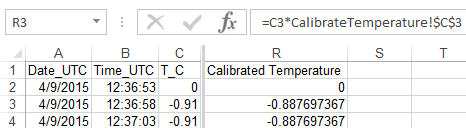 R3 fx =C3*CalibrateTemperature!$C$3
A B C R S T
1 Date_UTC Time_UTC T_C Calibrated Temperature
2 4/9/2015 12:36:53 0 0
3 4/9/2015 12:36:58 -0.91 -0.887697367
4 4/9/2015 12:37:03 -0.91 -0.887697367